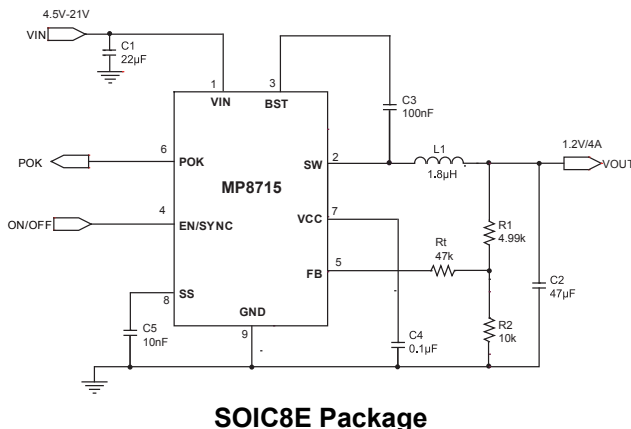 4.5V-21V
VIN
C1
22µF
1
3
VIN
BST
C3
100nF
6
POK
POK
SW
2
L1
1.8µH
1.2V/4A
VOUT
MP8715
4
ON/OFF
EN/SYNC
VCC
7
R1
4.99k
Rt
47k
FB
5
C2
47µF
SS
8
GND
9
C5
10nF
C4
0.1µF
R2
10k
SOIC8E Package